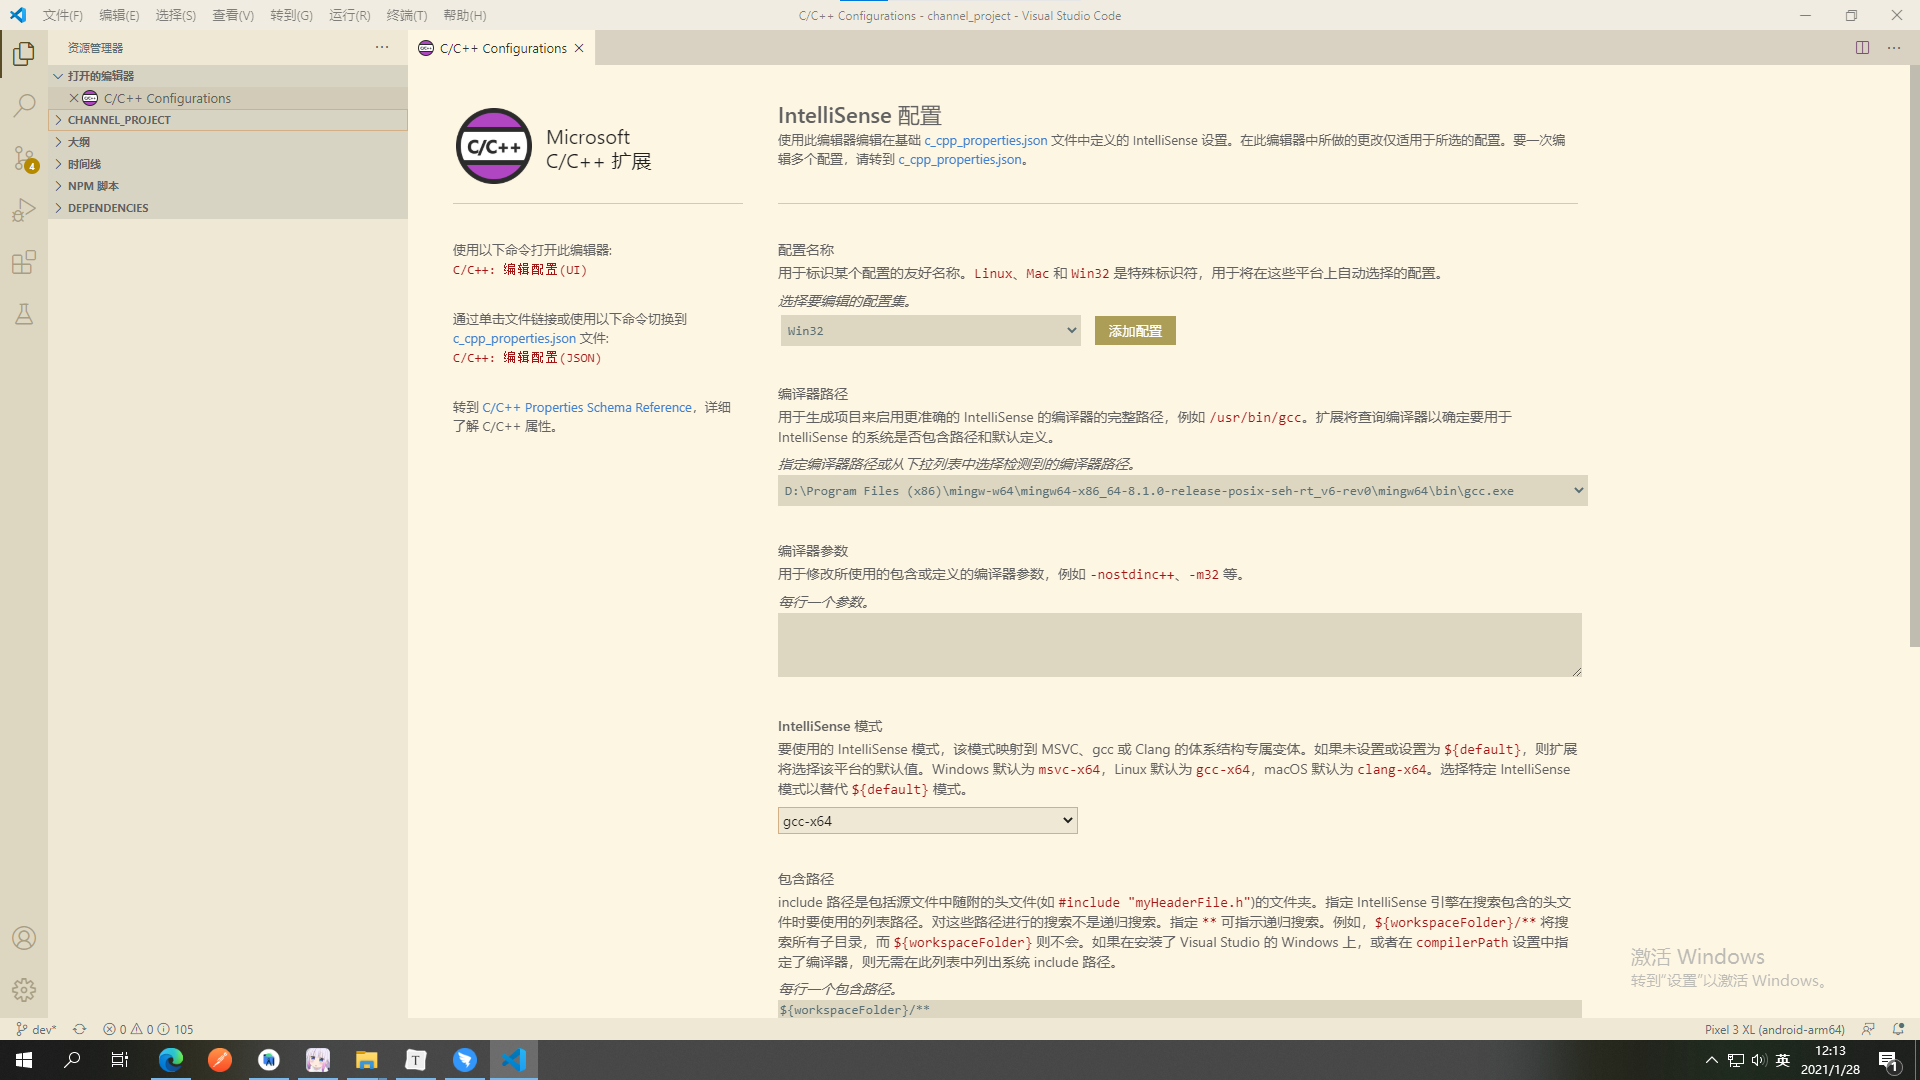 文件(F) 编辑(E) 选择(S) 查看(V) 转到(G) 运行(R) 终端(T) 帮助(H) C/C++ Configurations - channel_project - Visual Studio Code
资源管理器
C/C++ Configurations
打开的编辑器
C/C++ Configurations
CHANNEL_PROJECT
大纲
时间线
NPM 脚本
DEPENDENCIES
4
C/C++
Microsoft
C/C++ 扩展
使用以下命令打开此编辑器:
C/C++: 编辑配置(UI)
通过单击文件链接或使用以下命令切换到
c_cpp_properties.json 文件:
C/C++: 编辑配置(JSON)
转到 C/C++ Properties Schema Reference，详细
了解 C/C++ 属性。
IntelliSense 配置
使用此编辑器编辑在基础 c_cpp_properties.json 文件中定义的 IntelliSense 设置。在此编辑器中所做的更改仅适用于所选的配置。要一次编
辑多个配置，请转到 c_cpp_properties.json。
配置名称
用于标识某个配置的友好名称。Linux、Mac 和 Win32 是特殊标识符，用于将在这些平台上自动选择的配置。
选择要编辑的配置集。
Win32
添加配置
编译器路径
用于生成项目来启用更准确的 IntelliSense 的编译器的完整路径，例如 /usr/bin/gcc。扩展将查询编译器以确定要用于
IntelliSense 的系统是否包含路径和默认定义。
指定编译器路径或从下拉列表中选择检测到的编译器路径。
D:\Program Files (x86)\mingw-w64\mingw64-x86_64-8.1.0-release-posix-seh-rt_v6-rev0\mingw64\bin\gcc.exe
编译器参数
用于修改所使用的包含或定义的编译器参数，例如 -nostdinc++、-m32 等。
每行一个参数。
IntelliSense 模式
要使用的 IntelliSense 模式，该模式映射到 MSVC、gcc 或 Clang 的体系结构专属变体。如果未设置或设置为 ${default}，则扩展
将选择该平台的默认值。Windows 默认为 msvc-x64，Linux 默认为 gcc-x64，macOS 默认为 clang-x64。选择特定 IntelliSense
模式以替代 ${default} 模式。
gcc-x64
包含路径
include 路径是包括源文件中随附的头文件(如 #include "myHeaderFile.h")的文件夹。指定 IntelliSense 引擎在搜索包含的头文
件时要使用的列表路径。对这些路径进行的搜索不是递归搜索。指定 ** 可指示递归搜索。例如，${workspaceFolder}/** 将搜
索所有子目录，而 ${workspaceFolder} 则不会。如果在安装了 Visual Studio 的 Windows 上，或者在 compilerPath 设置中指
定了编译器，则无需在此列表中列出系统 include 路径。
每行一个包含路径。
${workspaceFolder}/**
激活 Windows
转到“设置”以激活 Windows。
dev* 0 0 105 Pixel 3 XL (android-arm64)
T
英
12:13
2021/1/28
1